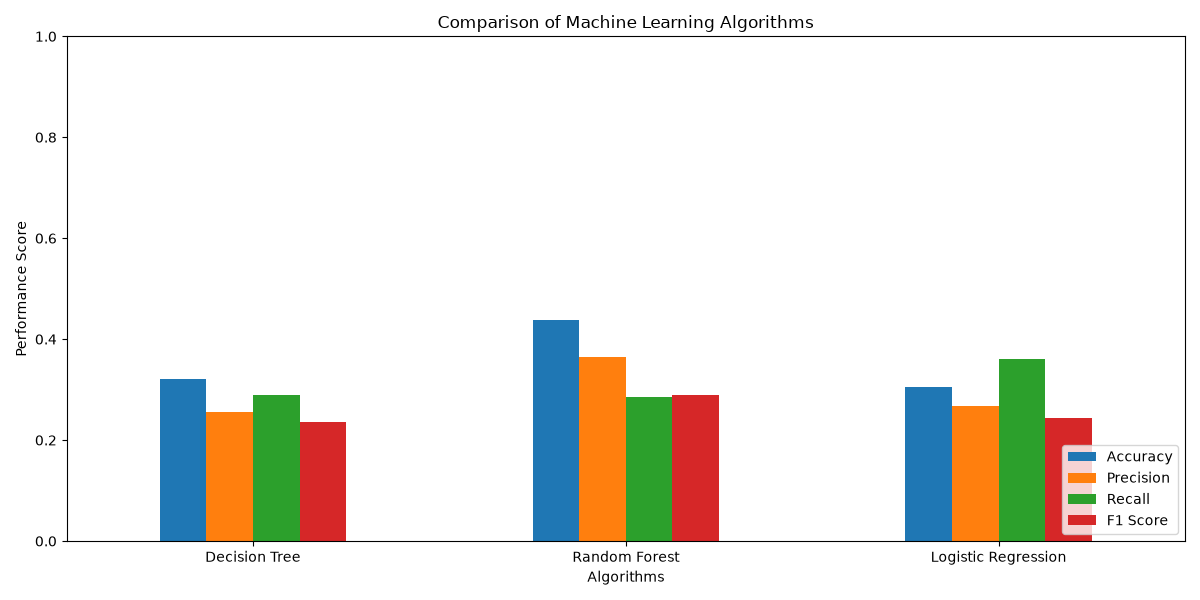 Comparison of Machine Learning Algorithms
1.0
0.8
0.6
0.4
0.2
0.0
Performance Score
Decision Tree
Random Forest
Logistic Regression
Algorithms
Accuracy
Precision
Recall
F1 Score